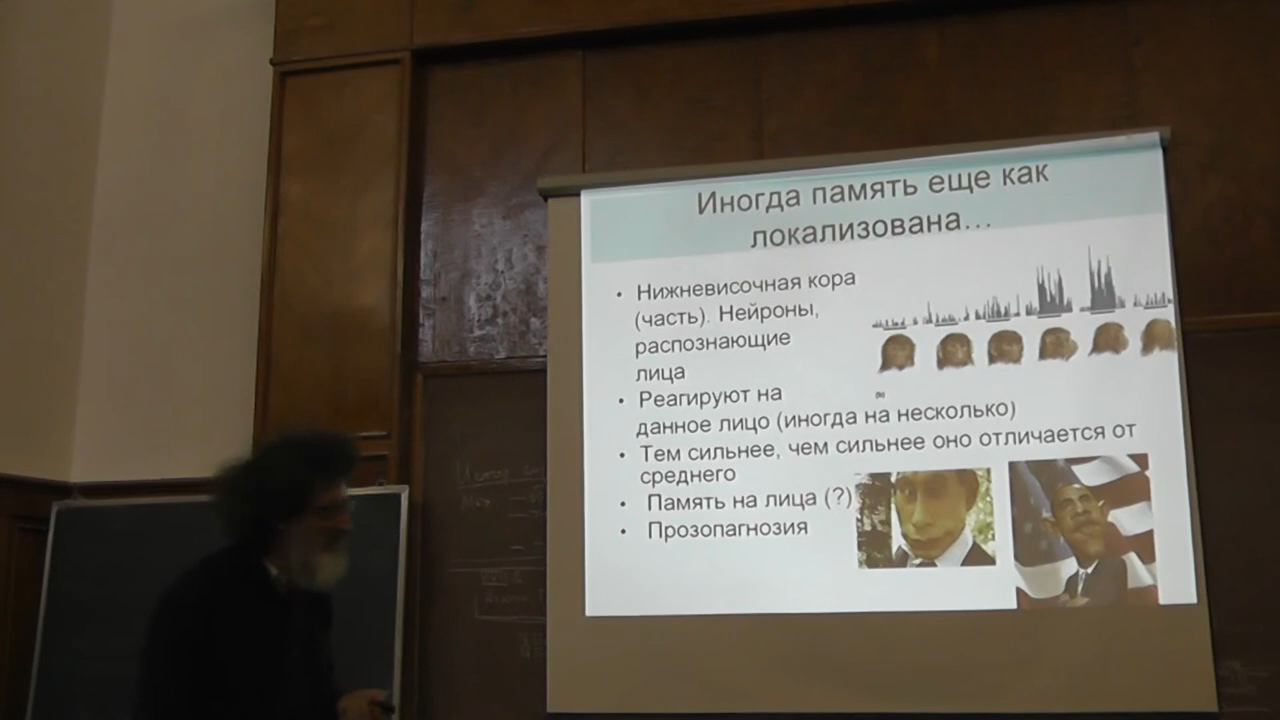 Иногда память еще как
локализована...
• Нижневисочная кора
(часть). Нейроны,
распознающие
лица
• Реагируют на
данное лицо (иногда на несколько)
• Тем сильнее, чем сильнее оно отличается от
среднего
• Память на лица (?)
• Прозопагнозия